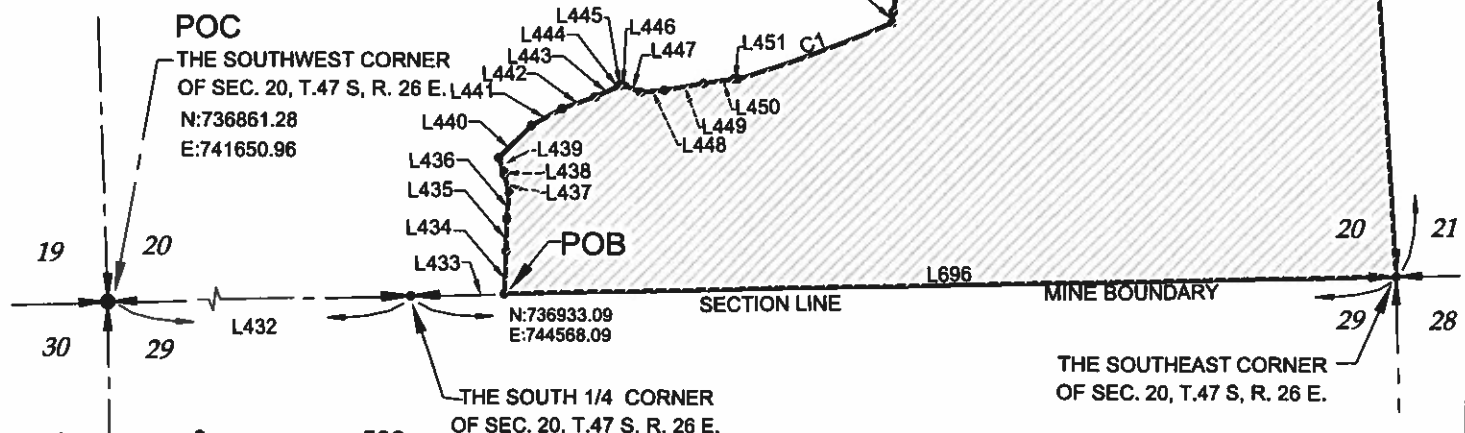 POC
THE SOUTHWEST CORNER
OF SEC. 20, T.47 S, R. 26 E.
N:736861.28
E:741650.96
L445
L444
L443
L442
L441
L440
L446
L447
L451
C1
L450
L449
L448
L439
L438
L437
L436
L435
L434
L433
POB
19
20
30
29
L432
N:736933.09
E:744568.09
L696
SECTION LINE
MINE BOUNDARY
20
21
29
28
THE SOUTH 1/4 CORNER
OF SEC. 20, T.47 S, R. 26 E.
THE SOUTHEAST CORNER
OF SEC. 20, T.47 S, R. 26 E.